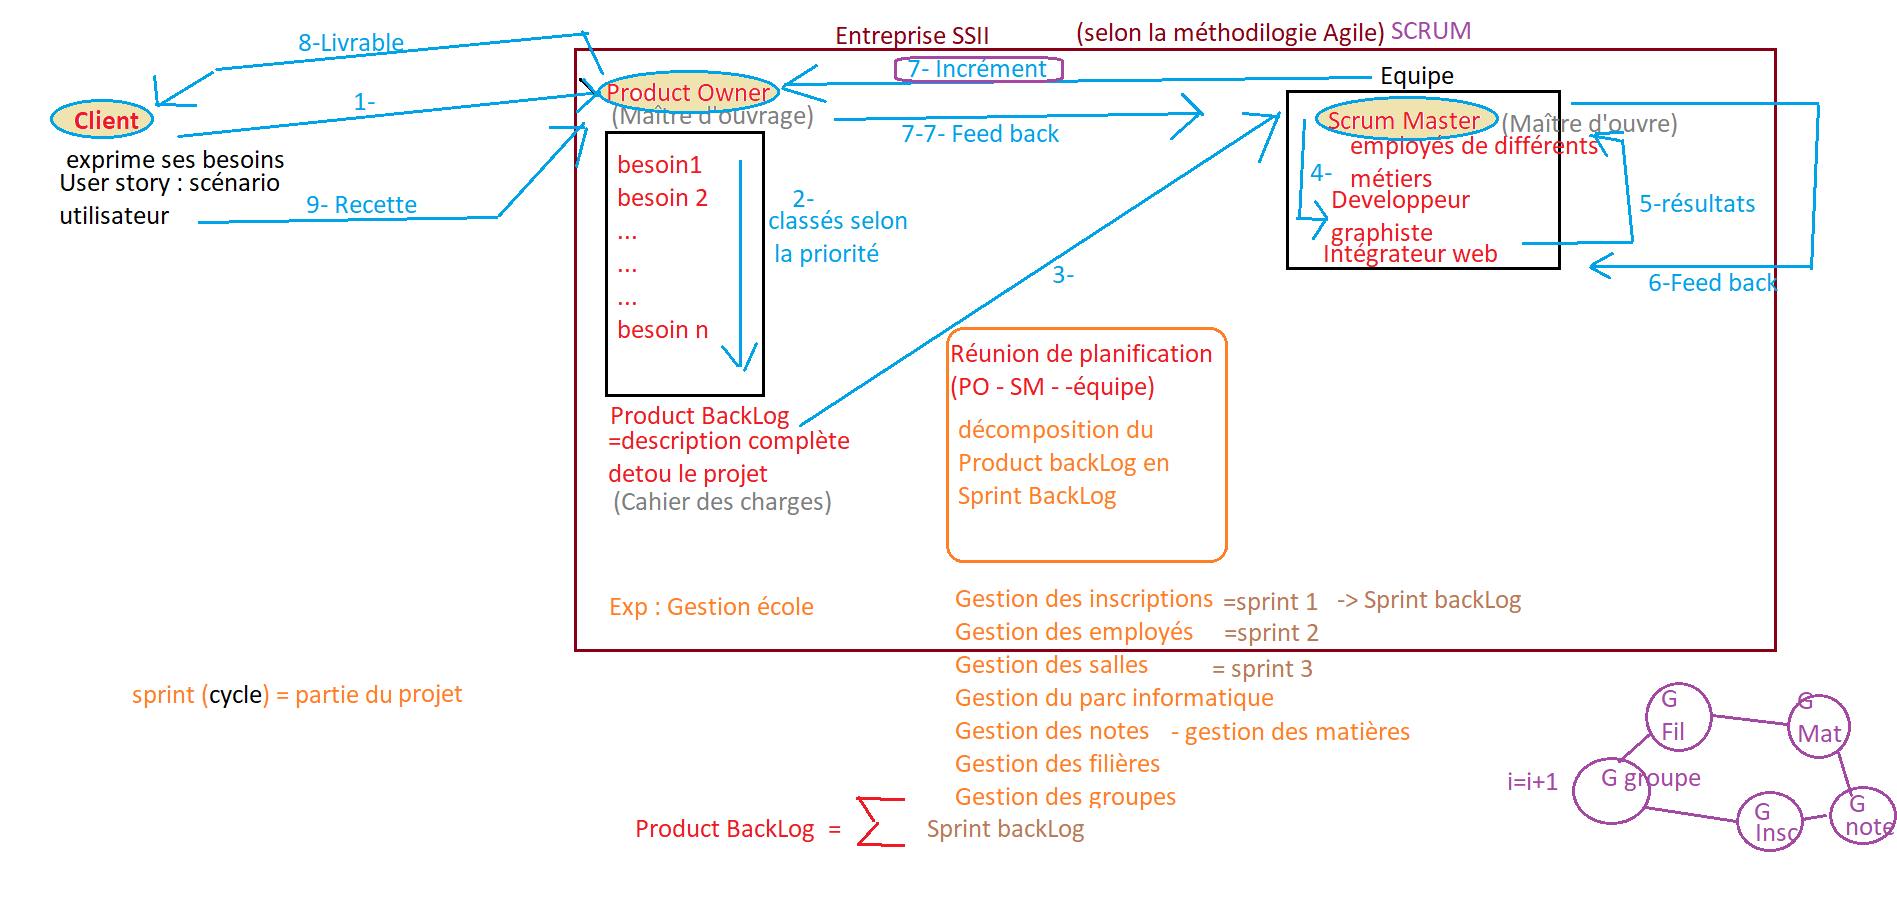 Entreprise SSII
(selon la méthodilogie Agile) SCRUM
8-Livrable
7- Incrément
Equipe
1-
Product Owner
(Maître d'ouvrage)
Client
Scrum Master
(Maître d'ouvre)
7-7- Feed back
exprime ses besoins
User story : scénario
utilisateur
9- Recette
besoin1
besoin 2
...
...
...
besoin n
2-
classés selon
la priorité
employés de différents
métiers
4-
Developpeur
graphiste
Intégrateur web
5-résultats
6-Feed back
3-
Réunion de planification
(PO - SM - -équipe)
décomposition du
Product backLog en
Sprint BackLog
Product BackLog
=description complète
detou le projet
(Cahier des charges)
Exp : Gestion école
Gestion des inscriptions =sprint 1 -> Sprint backLog
Gestion des employés =sprint 2
Gestion des salles = sprint 3
Gestion du parc informatique
Gestion des notes - gestion des matières
Gestion des filières
Gestion des groupes
sprint (cycle) = partie du projet
Product BackLog = ∑ Sprint backLog
G
Fil
G
Mat
i=i+1
G groupe
G
Insc
G
note